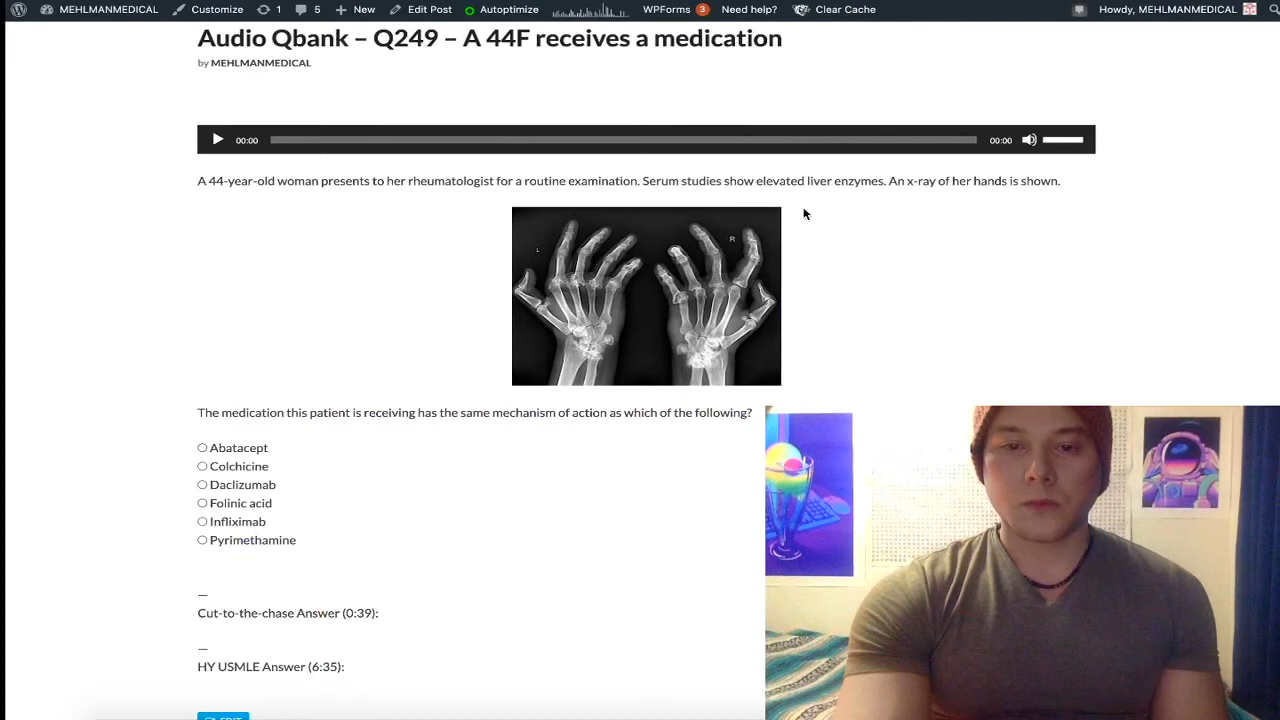 MEHLMANMEDICAL Customize 1 5 New Edit Post Autoptimize WPForms 3 Need help? Clear Cache Howdy, MEHLMANMEDICAL
Audio Qbank – Q249 – A 44F receives a medication
by MEHLMANMEDICAL
00:00 00:00
A 44-year-old woman presents to her rheumatologist for a routine examination. Serum studies show elevated liver enzymes. An x-ray of her hands is shown.
L R
The medication this patient is receiving has the same mechanism of action as which of the following?
Abatacept
Colchicine
Daclizumab
Folinic acid
Infliximab
Pyrimethamine
—
Cut-to-the-chase Answer (0:39):
—
HY USMLE Answer (6:35):
EDIT